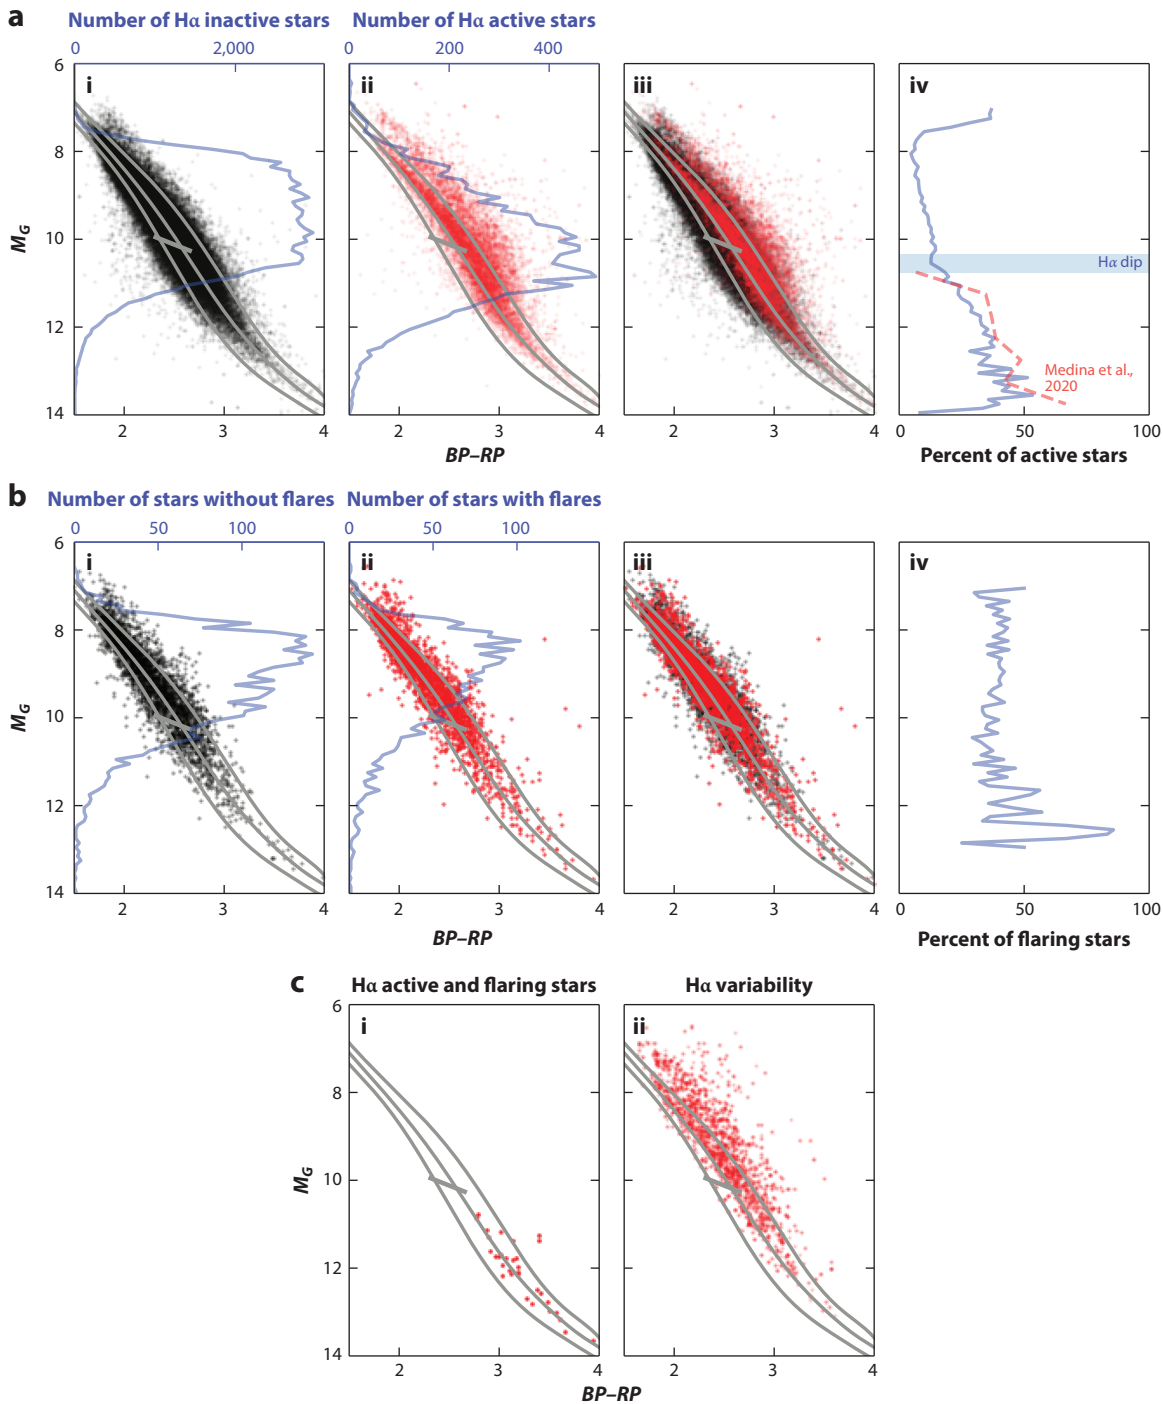 a
Number of Hα inactive stars
Number of Hα active stars
0 2,000
0 200 400
i
ii
iii
iv
6
8
10
12
14
M_G
Hα dip
Medina et al.,
2020
2 3 4
2 3 4
2 3 4
0 50 100
BP–RP
Percent of active stars
b
Number of stars without flares
Number of stars with flares
0 50 100
0 50 100
i
ii
iii
iv
6
8
10
12
14
M_G
2 3 4
2 3 4
2 3 4
0 50 100
BP–RP
Percent of flaring stars
c
Hα active and flaring stars
Hα variability
i
ii
6
8
10
12
14
M_G
2 3 4
2 3 4
BP–RP